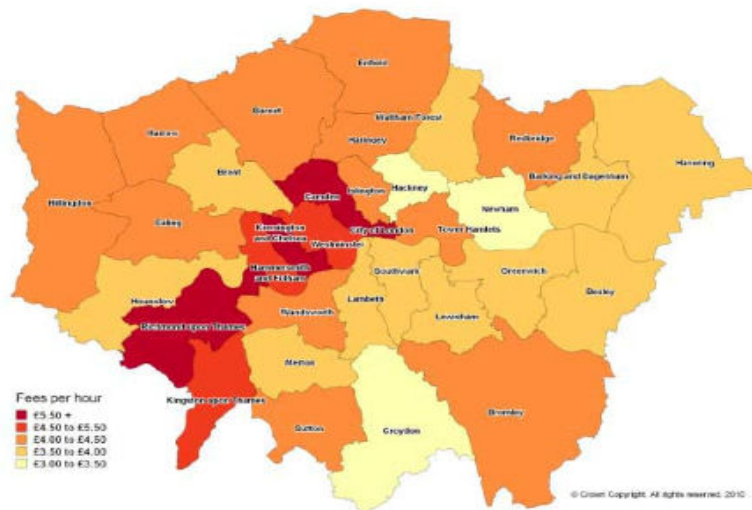 Enfield
Barnet
Harrow
Waltham Forest
Haringey
Redbridge
Havering
Brent
Barking and Dagenham
Hillingdon
Camden
Islington
Hackney
Newham
Ealing
Kensington
and Chelsea
City of London
Tower Hamlets
Westminster
Hammersmith
and Fulham
Southwark
Greenwich
Bexley
Hounslow
Lambeth
Wandsworth
Lewisham
Richmond upon Thames
Merton
Kingston upon Thames
Bromley
Sutton
Croydon
Fees per hour
£5.50 +
£4.50 to £5.50
£4.00 to £4.50
£3.50 to £4.00
£3.00 to £3.50
© Crown Copyright. All rights reserved, 2010